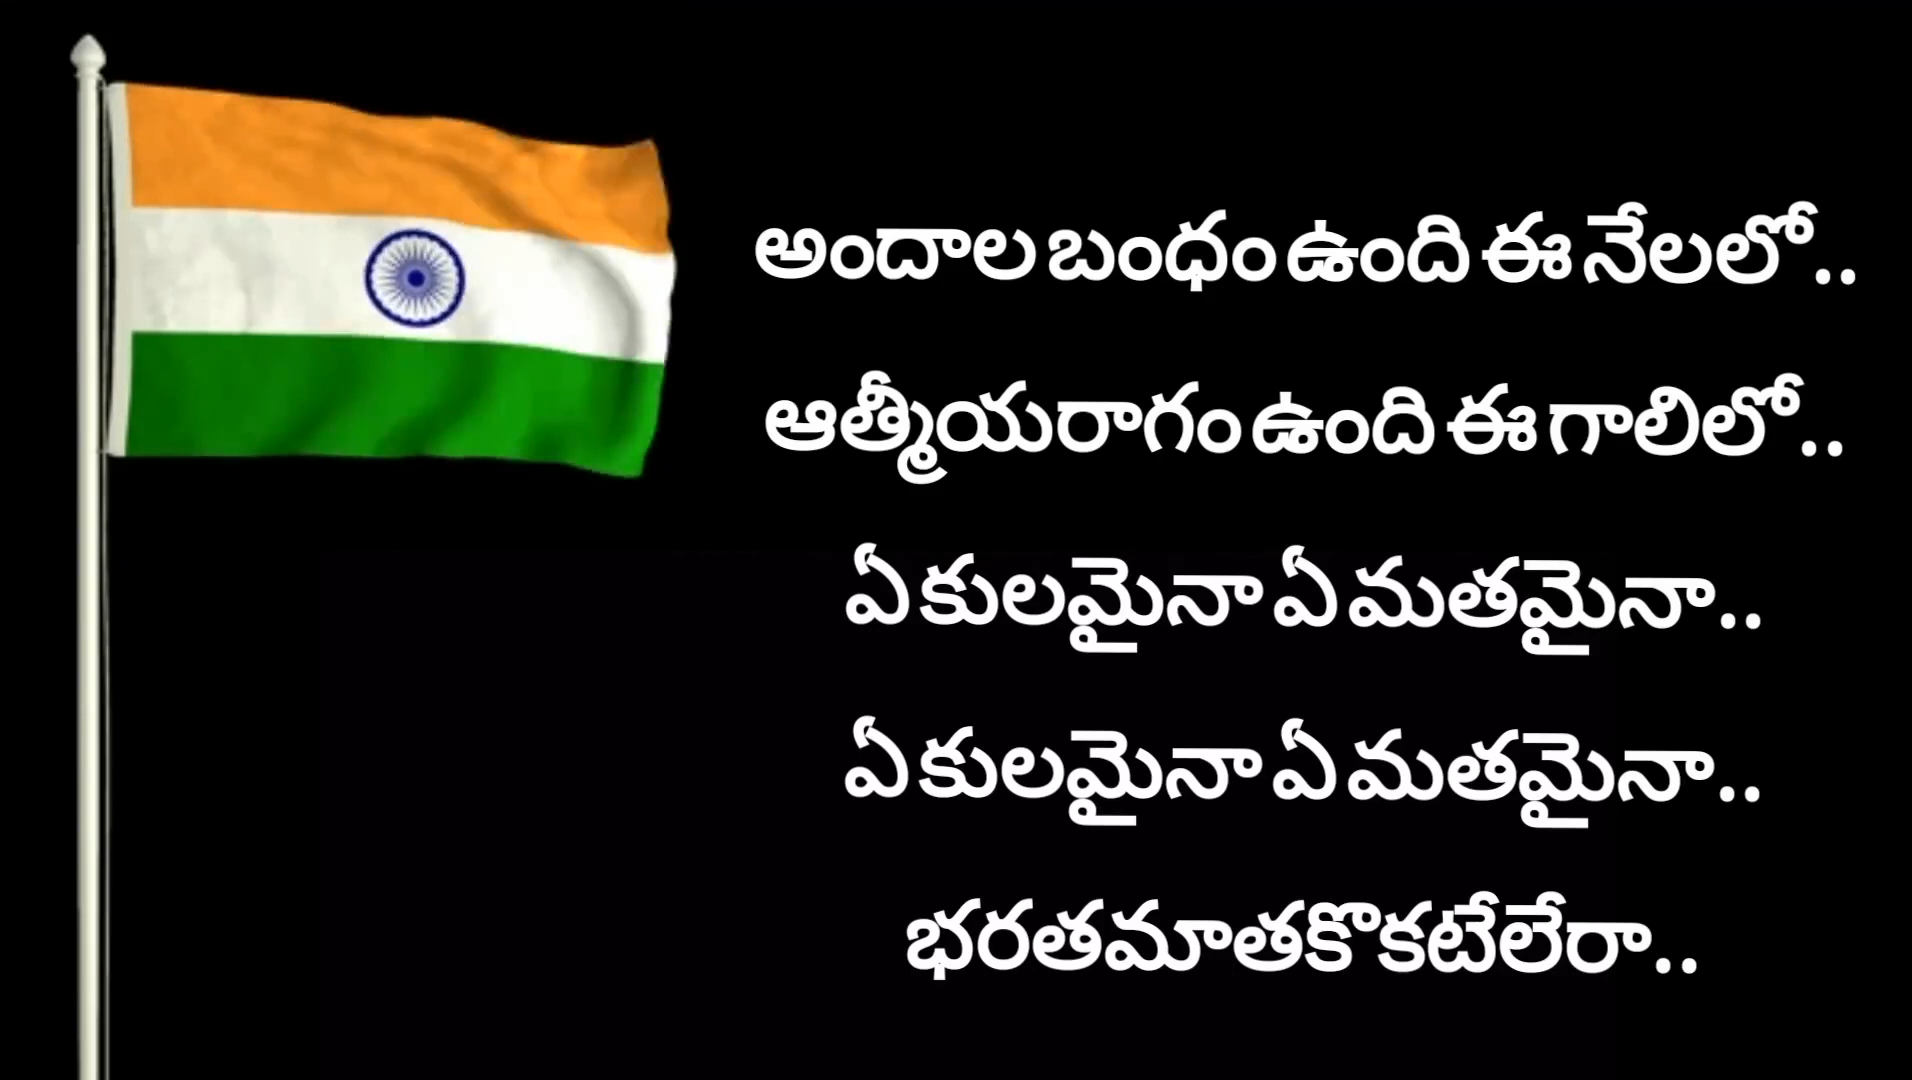 అందాల బంధం ఉంది ఈ నేలలో..
ఆత్మీయరాగం ఉంది ఈ గాలిలో..
ఏ కులమైనా ఏ మతమైనా..
ఏ కులమైనా ఏ మతమైనా..
భరతమాతకొకటేలేరా..